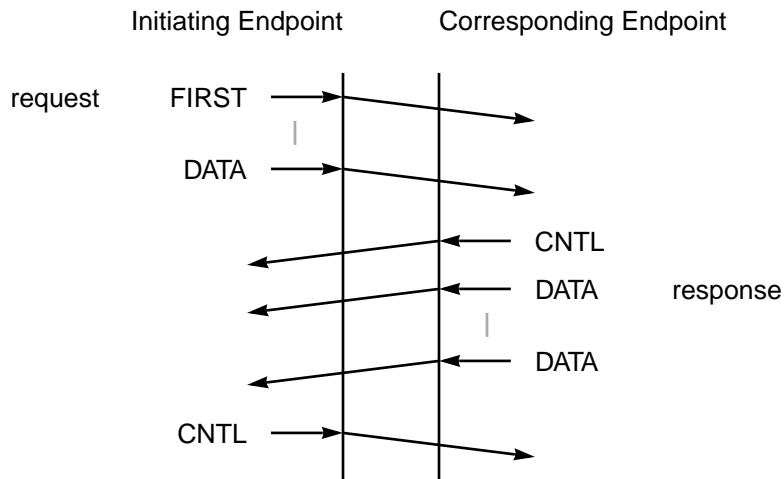 Initiating Endpoint Corresponding Endpoint
request FIRST
DATA
CNTL
DATA response
DATA
CNTL